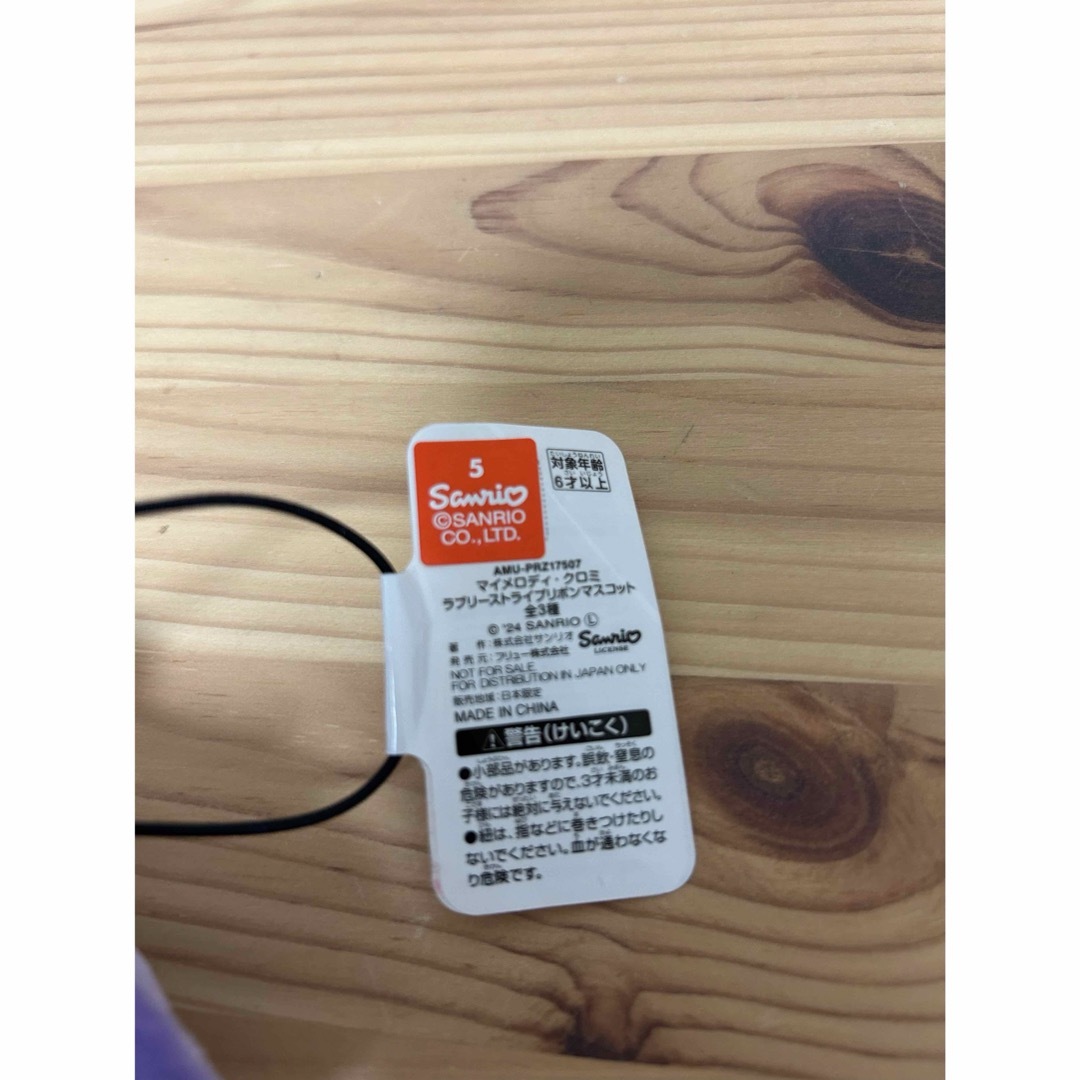 5
Sanrio
©SANRIO
CO.,LTD.
対象年齢
6才以上
AMU-PRZ17507
マイメロディ・クロミ
ラブリーストライプリボンマスコット
全3種
© '24 SANRIO Ⓛ
著 作:株式会社サンリオ
発売元:フリュー株式会社
Sanrio
LICENSE
NOT FOR SALE.
FOR DISTRIBUTION IN JAPAN ONLY
販売地域:日本限定
MADE IN CHINA
警告(けいこく)
●小部品があります。誤飲・窒息の
危険がありますので、3才未満のお
子様には絶対に与えないでください。
●紐は、指などに巻きつけたりし
ないでください。血が通わなくな
り危険です。